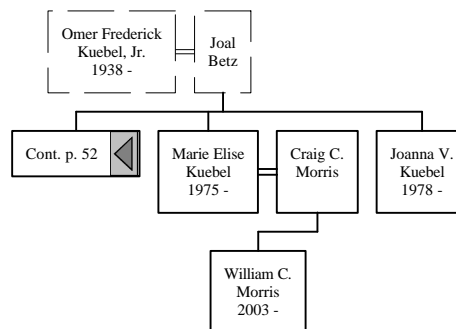 Omer Frederick
Kuebel, Jr.
1938 -
Joal
Betz
Cont. p. 52
Marie Elise
Kuebel
1975 -
Craig C.
Morris
Joanna V.
Kuebel
1978 -
William C.
Morris
2003 -